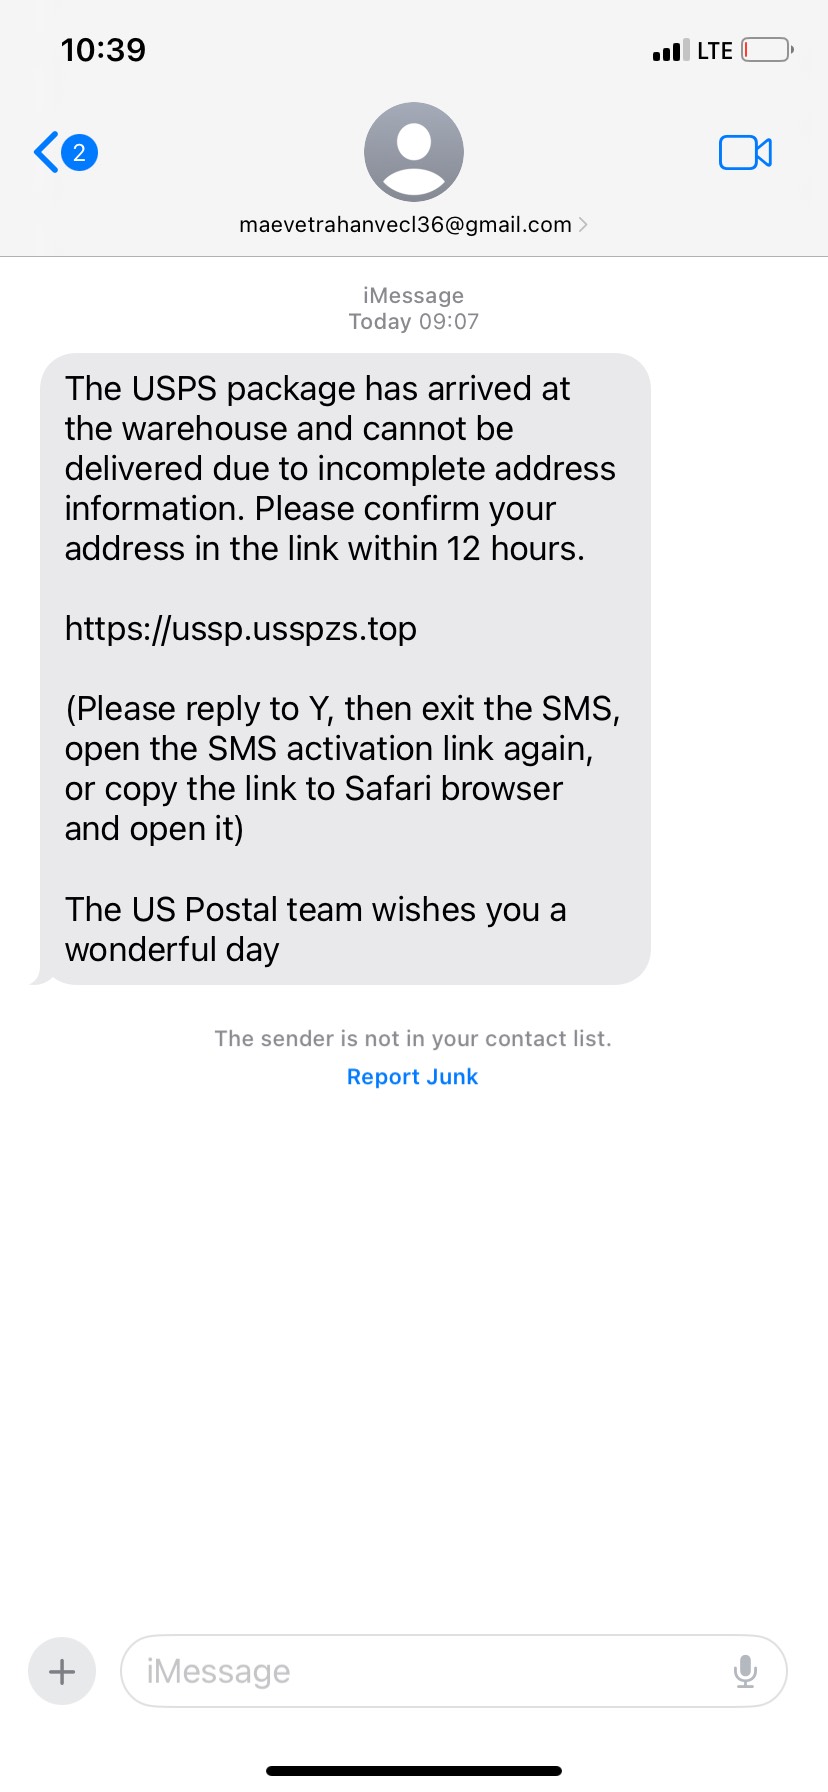 10:39
LTE
2
maevetrahanvecl36@gmail.com
iMessage
Today 09:07
The USPS package has arrived at
the warehouse and cannot be
delivered due to incomplete address
information. Please confirm your
address in the link within 12 hours.
https://ussp.usspzs.top
(Please reply to Y, then exit the SMS,
open the SMS activation link again,
or copy the link to Safari browser
and open it)
The US Postal team wishes you a
wonderful day
The sender is not in your contact list.
Report Junk
iMessage